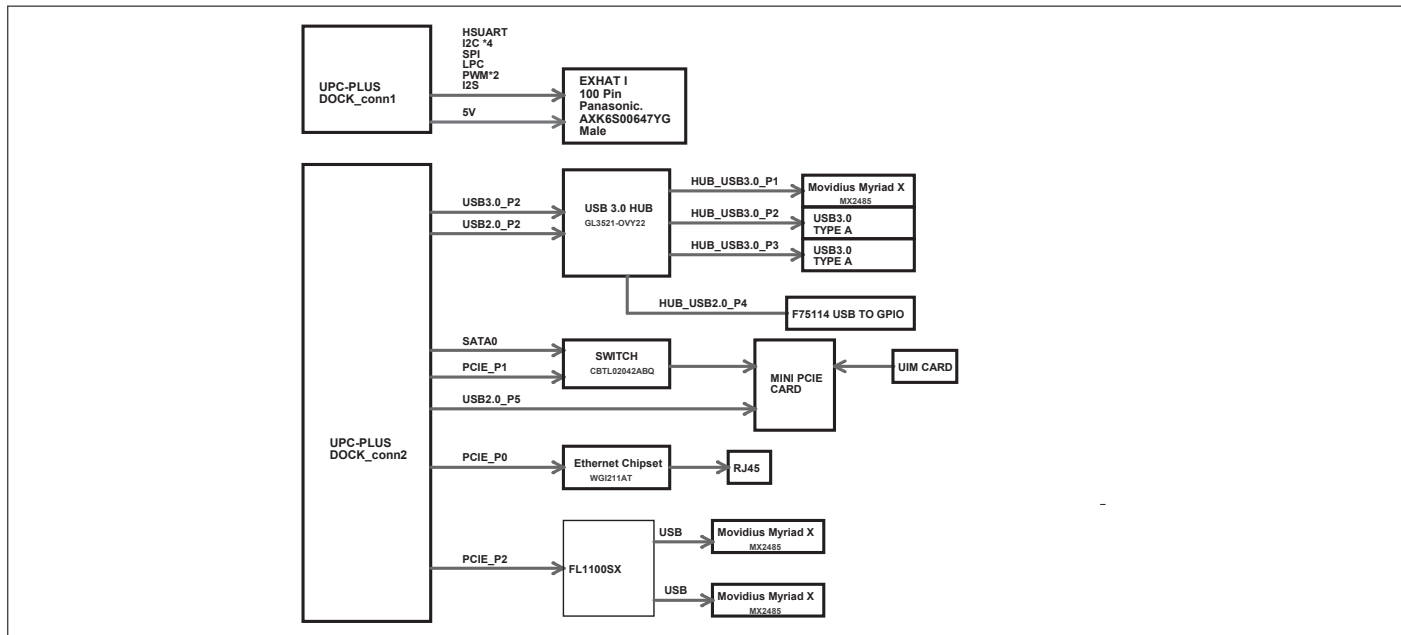 HSUART
I2C *4
SPI
LPC
PWM*2
I2S
5V
UPC-PLUS
DOCK_conn1
EXHAT I
100 Pin
Panasonic.
AXK6S00647YG
Male
UPC-PLUS
DOCK_conn2
USB3.0_P2
USB2.0_P2
USB 3.0 HUB
GL3521-OVY22
HUB_USB3.0_P1
HUB_USB3.0_P2
HUB_USB3.0_P3
Movidius Myriad X
MX2485
USB3.0
TYPE A
USB3.0
TYPE A
HUB_USB2.0_P4
F75114 USB TO GPIO
SATA0
PCIE_P1
USB2.0_P5
SWITCH
CBTL02042ABQ
MINI PCIE
CARD
UIM CARD
PCIE_P0
Ethernet Chipset
WGI211AT
RJ45
PCIE_P2
FL1100SX
USB
Movidius Myriad X
MX2485
USB
Movidius Myriad X
MX2485